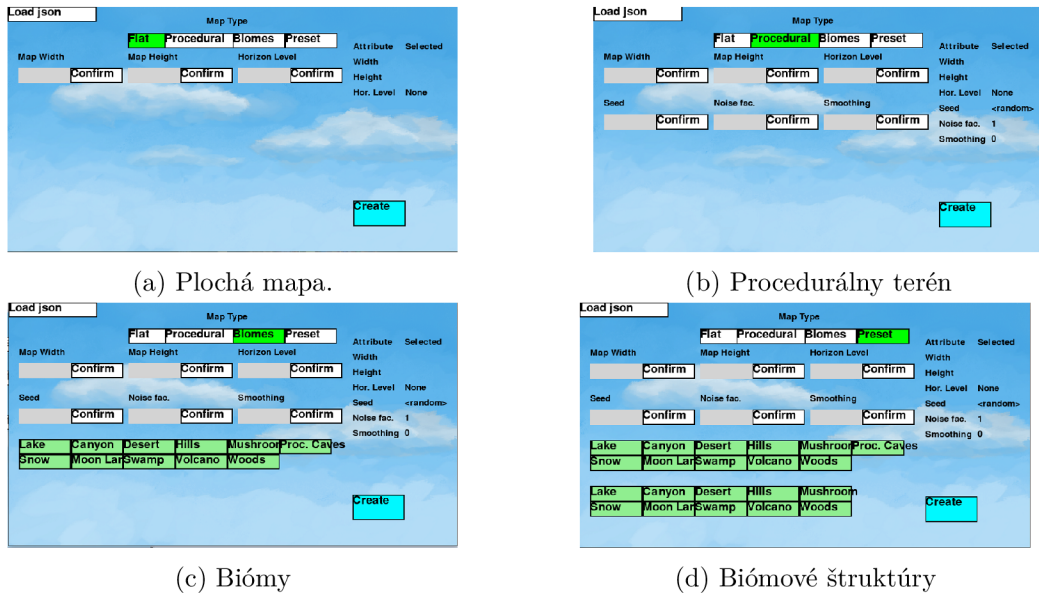 Load json
Map Type
Flat Procedural Biomes Preset
Attribute Selected
Map Width Map Height Horizon Level
Width
Confirm Confirm Confirm
Height
Hor. Level None
Create
(a) Plochá mapa.
Load json
Map Type
Flat Procedural Biomes Preset
Attribute Selected
Map Width Map Height Horizon Level
Width
Confirm Confirm Confirm
Height
Hor. Level None
Seed Noise fac. Smoothing
Seed <random>
Confirm Confirm Confirm
Noise fac. 1
Smoothing 0
Create
(b) Procedurálny terén
Load json
Map Type
Flat Procedural Biomes Preset
Attribute Selected
Map Width Map Height Horizon Level
Width
Confirm Confirm Confirm
Height
Hor. Level None
Seed Noise fac. Smoothing
Seed <random>
Confirm Confirm Confirm
Noise fac. 1
Smoothing 0
Lake Canyon Desert Hills Mushroom Proc. Caves
Snow Moon Lan Swamp Volcano Woods
Create
(c) Biómy
Load json
Map Type
Flat Procedural Biomes Preset
Attribute Selected
Map Width Map Height Horizon Level
Width
Confirm Confirm Confirm
Height
Hor. Level None
Seed Noise fac. Smoothing
Seed <random>
Confirm Confirm Confirm
Noise fac. 1
Smoothing 0
Lake Canyon Desert Hills Mushroom Proc. Caves
Snow Moon Lan Swamp Volcano Woods
Lake Canyon Desert Hills Mushroom
Snow Moon Lan Swamp Volcano Woods
Create
(d) Biómové štruktúry